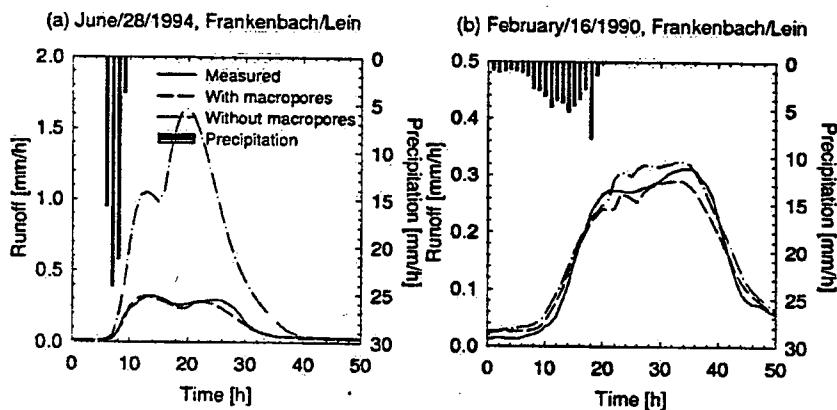 (a) June/28/1994, Frankenbach/Lein
2.0
1.5
1.0
0.5
0.0
Runoff [mm/h]
Measured
With macropores
Without macropores
Precipitation
0
5
10
15
20
25
30
Precipitation [mm/h]
0 10 20 30 40 50
Time [h]
(b) February/16/1990, Frankenbach/Lein
0.5
0.4
0.3
0.2
0.1
0.0
Runoff [mm/h]
0
5
10
15
20
25
30
Precipitation [mm/h]
0 10 20 30 40 50
Time [h]